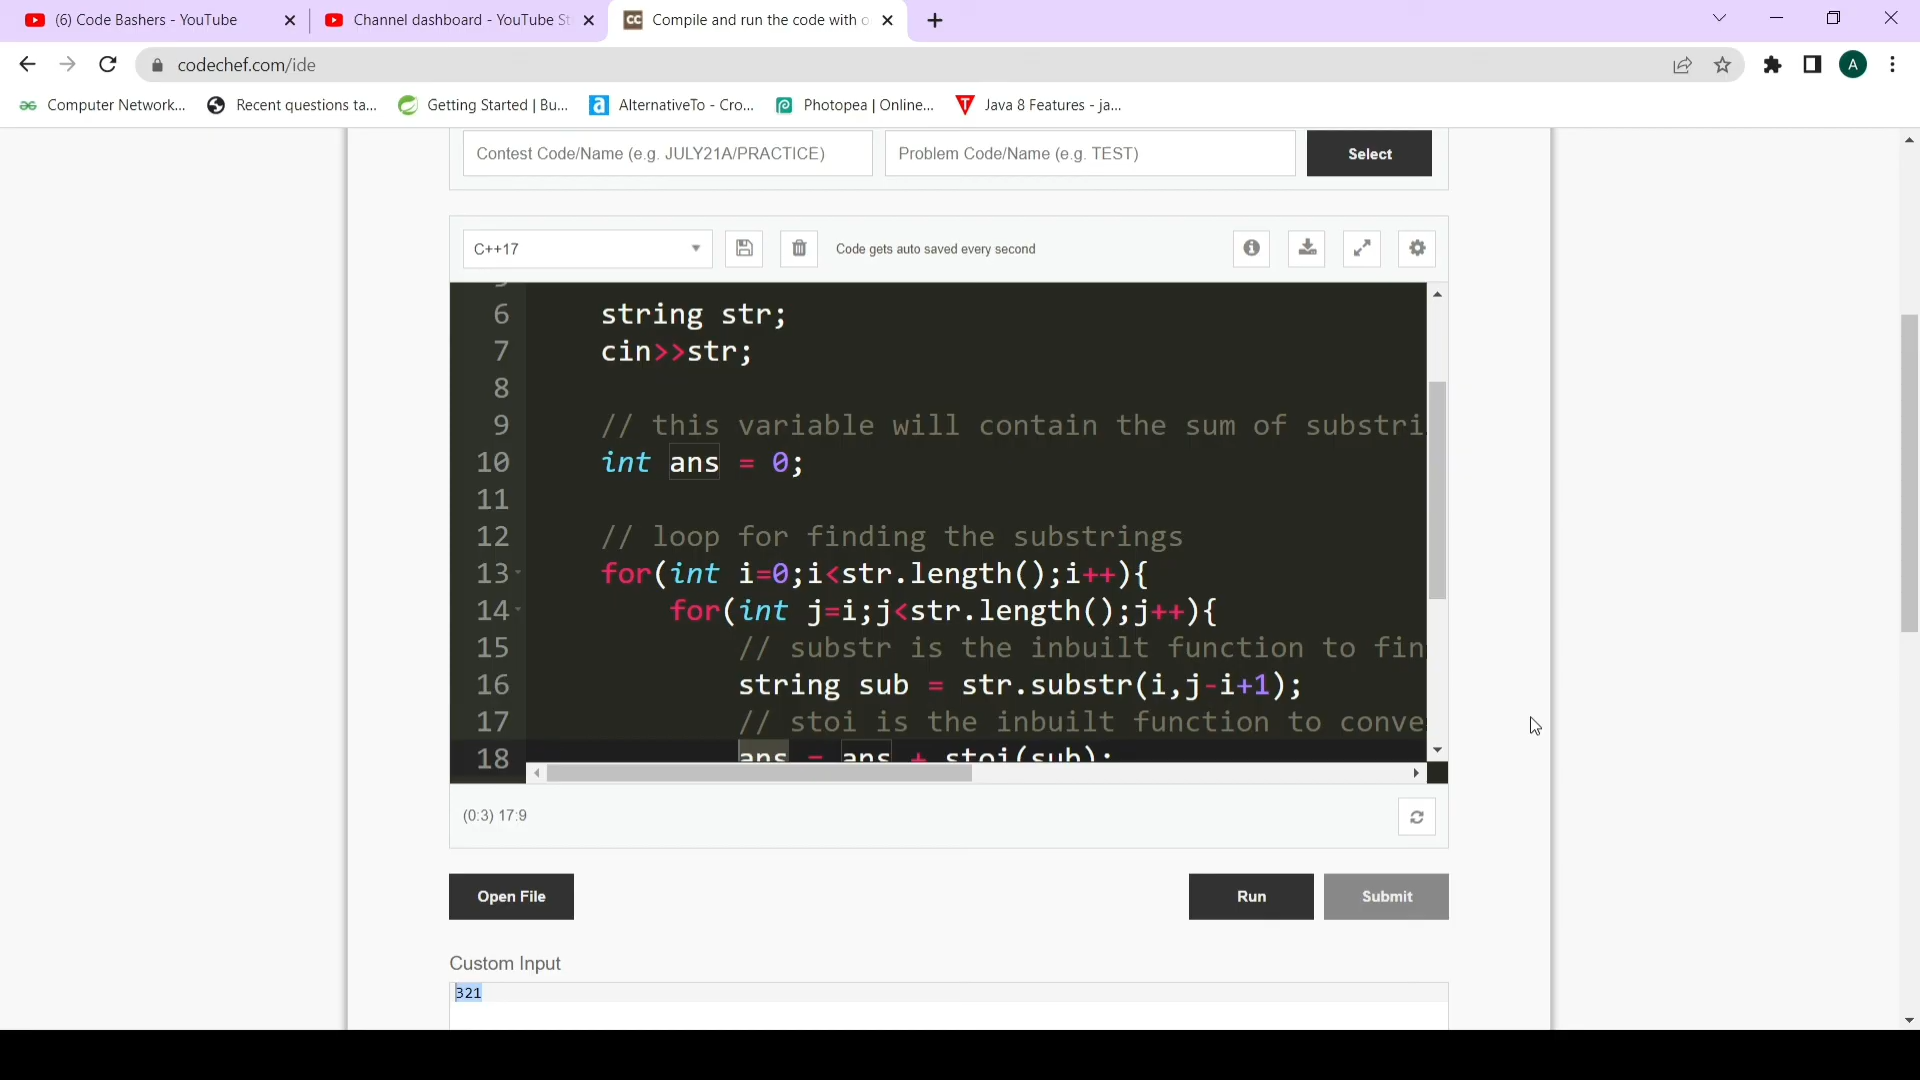 (6) Code Bashers - YouTube
Channel dashboard - YouTube St
CC Compile and run the code with o
codechef.com/ide
A
Computer Network...
Recent questions ta...
Getting Started | Bu...
a AlternativeTo - Cro...
Photopea | Online...
T Java 8 Features - ja...
Contest Code/Name (e.g. JULY21A/PRACTICE)
Problem Code/Name (e.g. TEST)
Select
C++17
Code gets auto saved every second
6 string str;
7 cin>>str;
8
9 // this variable will contain the sum of substri
10 int ans = 0;
11
12 // loop for finding the substrings
13 for(int i=0;i<str.length();i++){
14 for(int j=i;j<str.length();j++){
15 // substr is the inbuilt function to fin
16 string sub = str.substr(i,j-i+1);
17 // stoi is the inbuilt function to conve
18 ans = ans + stoi(sub);
(0:3) 17:9
Open File
Run
Submit
Custom Input
321